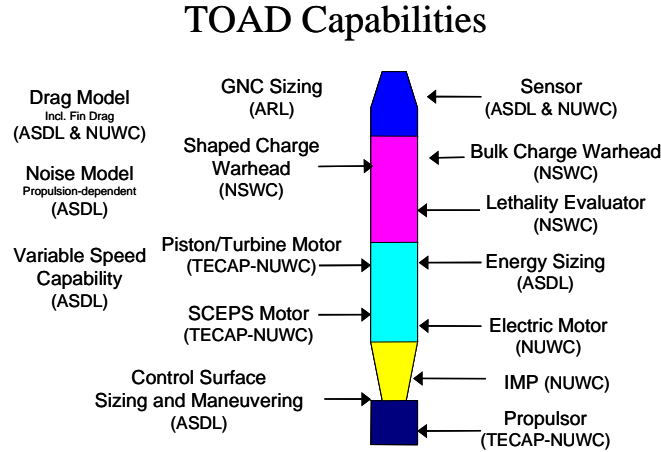 TOAD Capabilities
Drag Model
Incl. Fin Drag
(ASDL & NUWC)
Noise Model
Propulsion-dependent
(ASDL)
Variable Speed
Capability
(ASDL)
GNC Sizing
(ARL)
Shaped Charge
Warhead
(NSWC)
Piston/Turbine Motor
(TECAP-NUWC)
SCEPS Motor
(TECAP-NUWC)
Control Surface
Sizing and Maneuvering
(ASDL)
Sensor
(ASDL & NUWC)
Bulk Charge Warhead
(NSWC)
Lethality Evaluator
(NSWC)
Energy Sizing
(ASDL)
Electric Motor
(NUWC)
IMP (NUWC)
Propulsor
(TECAP-NUWC)